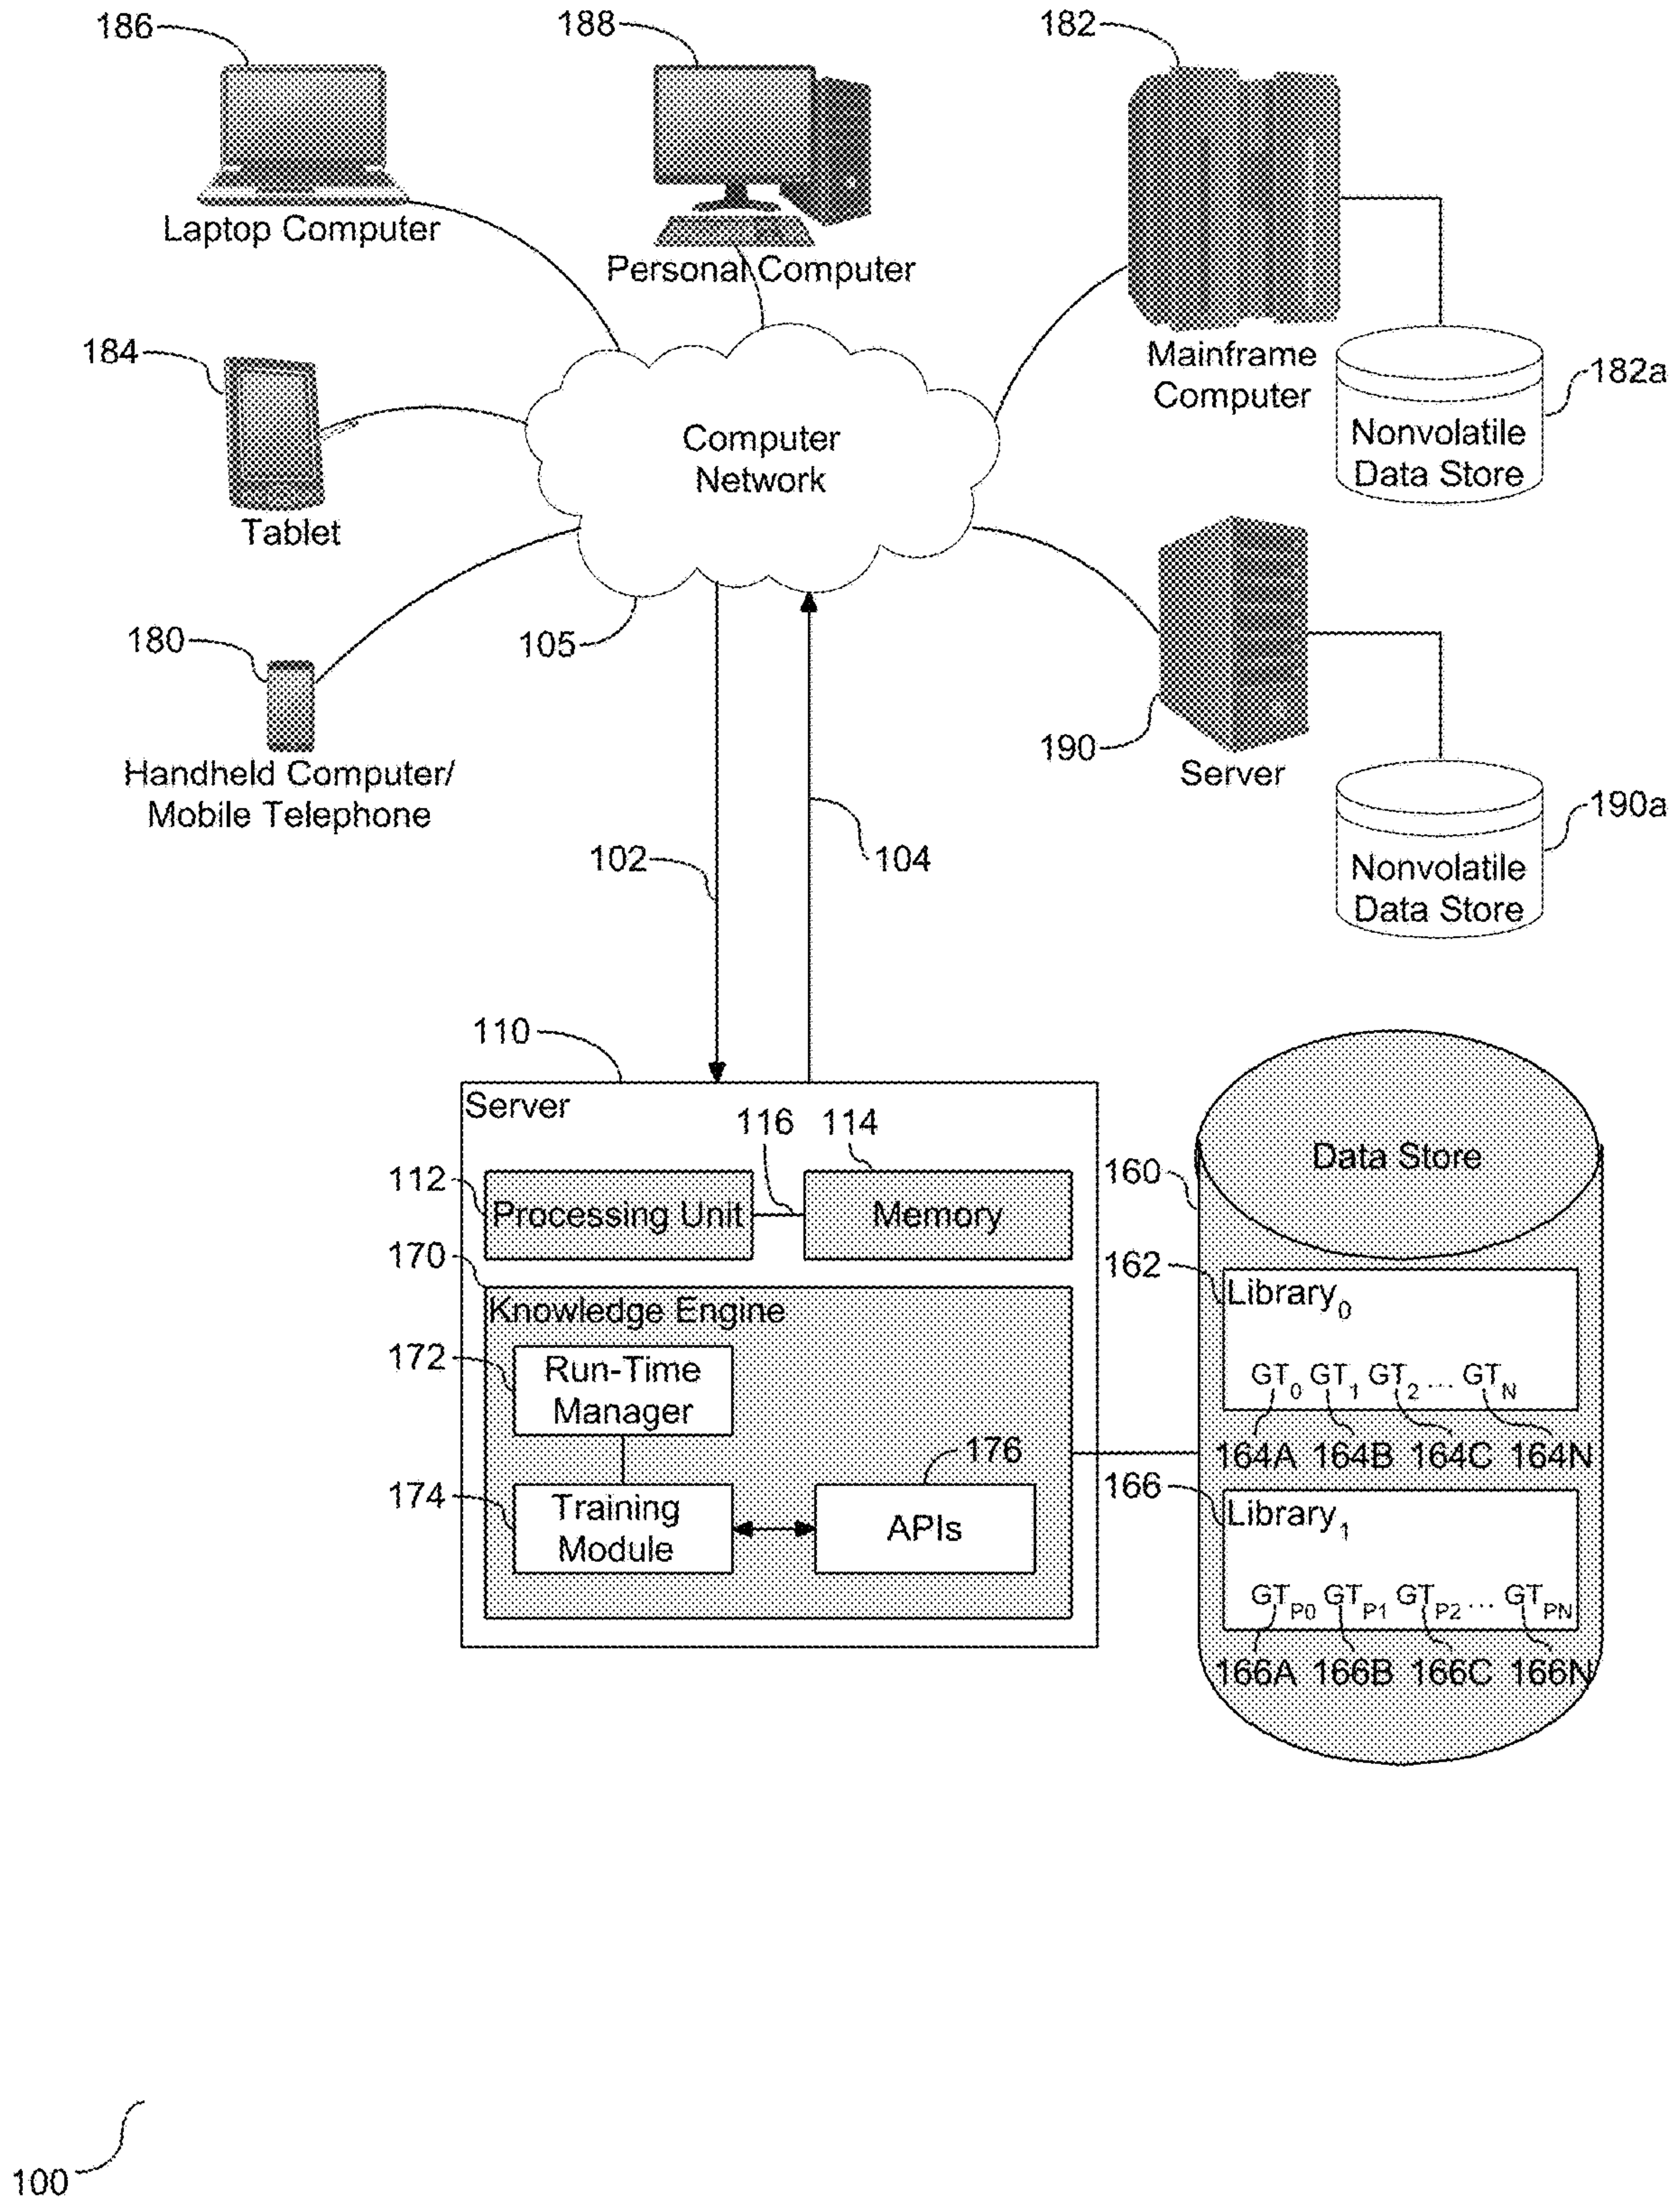 186
188
182
Laptop Computer
Personal Computer
Mainframe
Computer
184
182a
Computer
Network
Nonvolatile
Data Store
Tablet
180
105
190
Server
Handheld Computer/
Mobile Telephone
190a
102
104
Nonvolatile
Data Store
110
Server
116
114
112
Processing Unit
Memory
160
Data Store
170
Knowledge Engine
162
Library0
172
Run-Time
Manager
GT0 GT1 GT2 ... GTN
164A 164B 164C 164N
176
174
Training
Module
APIs
166
Library1
GTP0 GTP1 GTP2 ... GTPN
166A 166B 166C 166N
100